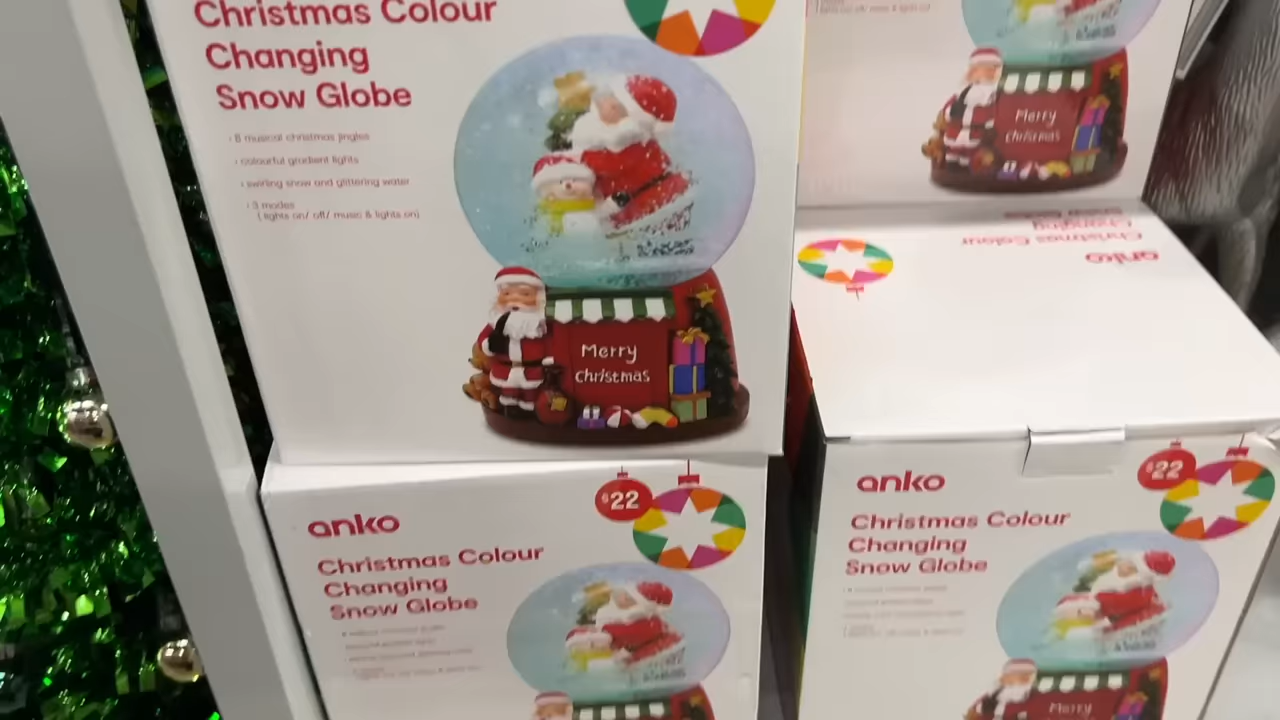 Christmas Colour
Changing
Snow Globe
• 8 musical christmas jingles
• colourful gradient lights
• swirling snow and glittering water
• 3 modes
( lights on/ off/ music & lights on)
Merry
Christmas
Merry
Christmas
anko
Christmas Colour
Changing
anko
$22
Christmas Colour
Changing
Snow Globe
anko
$22
Christmas Colour
Changing
Snow Globe
Merry